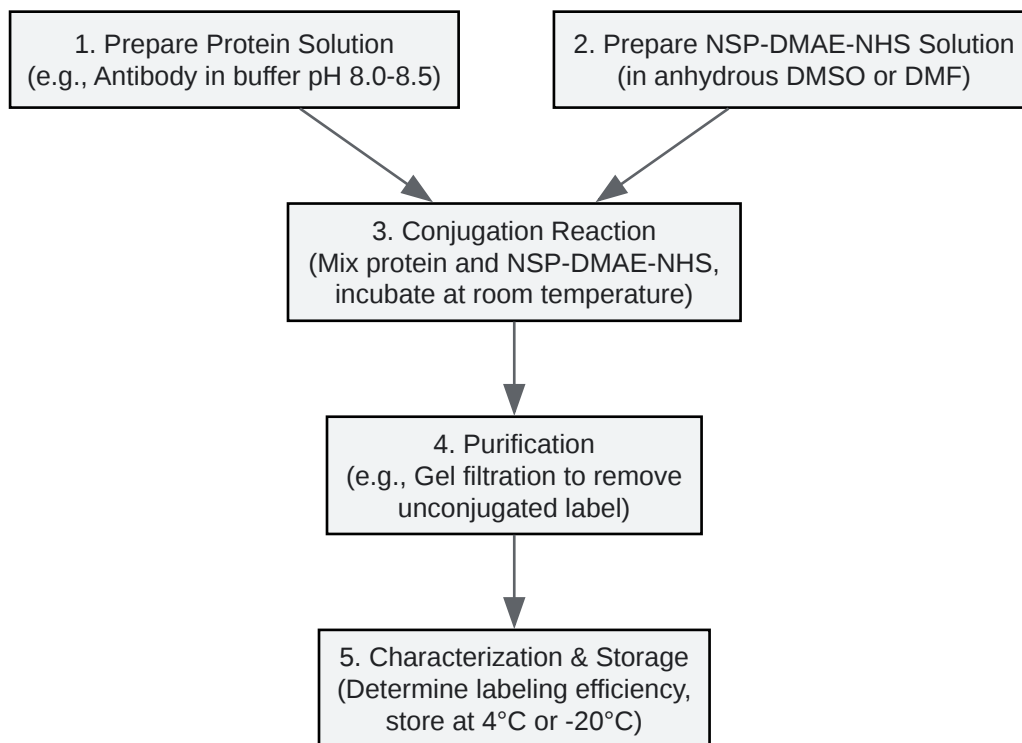 1. Prepare Protein Solution
(e.g., Antibody in buffer pH 8.0-8.5)
2. Prepare NSP-DMAE-NHS Solution
(in anhydrous DMSO or DMF)
3. Conjugation Reaction
(Mix protein and NSP-DMAE-NHS,
incubate at room temperature)
4. Purification
(e.g., Gel filtration to remove
unconjugated label)
5. Characterization & Storage
(Determine labeling efficiency,
store at 4°C or -20°C)